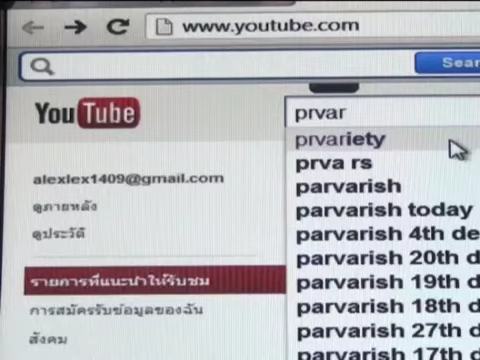 www.youtube.com
Sear
YouTube
prvar
prvariety
prva rs
parvarish
parvarish today
parvarish 4th de
parvarish 20th d
parvarish 19th d
parvarish 18th d
parvarish 27th d
parvarish 17th d
alexlex1409@gmail.com
ดูภายหลัง
ดูประวัติ
รายการที่แนะนำให้รับชม
การสมัครรับข้อมูลของฉัน
สังคม